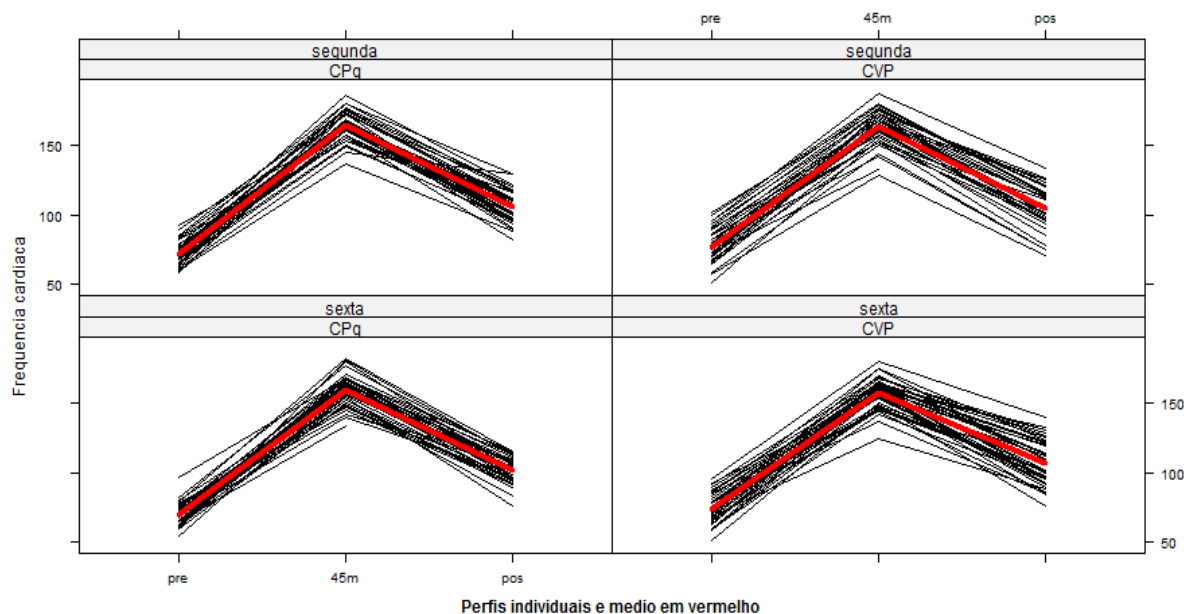 pre 45m pos
segunda segunda
CPq CVP
150
100
50
sexta sexta
CPq CVP
150
100
50
Frequencia cardiaca
pre 45m pos
Perfis individuais e medio em vermelho